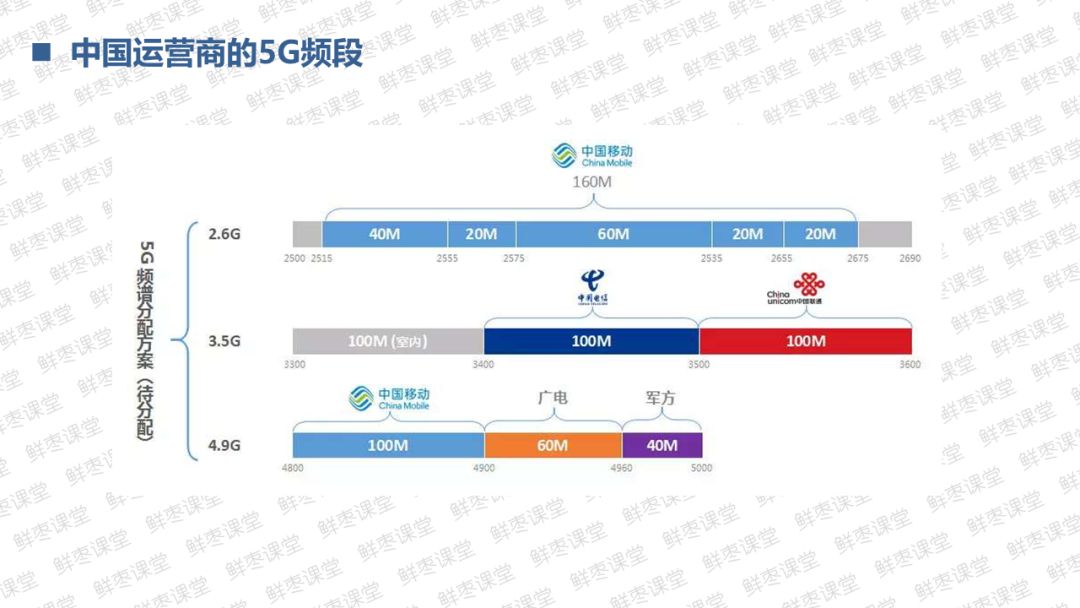 中国运营商的5G频段
中国移动
China Mobile
160M
5G频谱分配方案（待分配）
2.6G
40M 20M 60M 20M 20M
2500 2515 2555 2575 2535 2655 2675 2690
中国电信
CHINA TELECOM
China
unicom中国联通
3.5G
100M (室内) 100M 100M
3300 3400 3500 3600
中国移动
China Mobile
广电
军方
4.9G
100M 60M 40M
4800 4900 4960 5000
鲜枣课堂